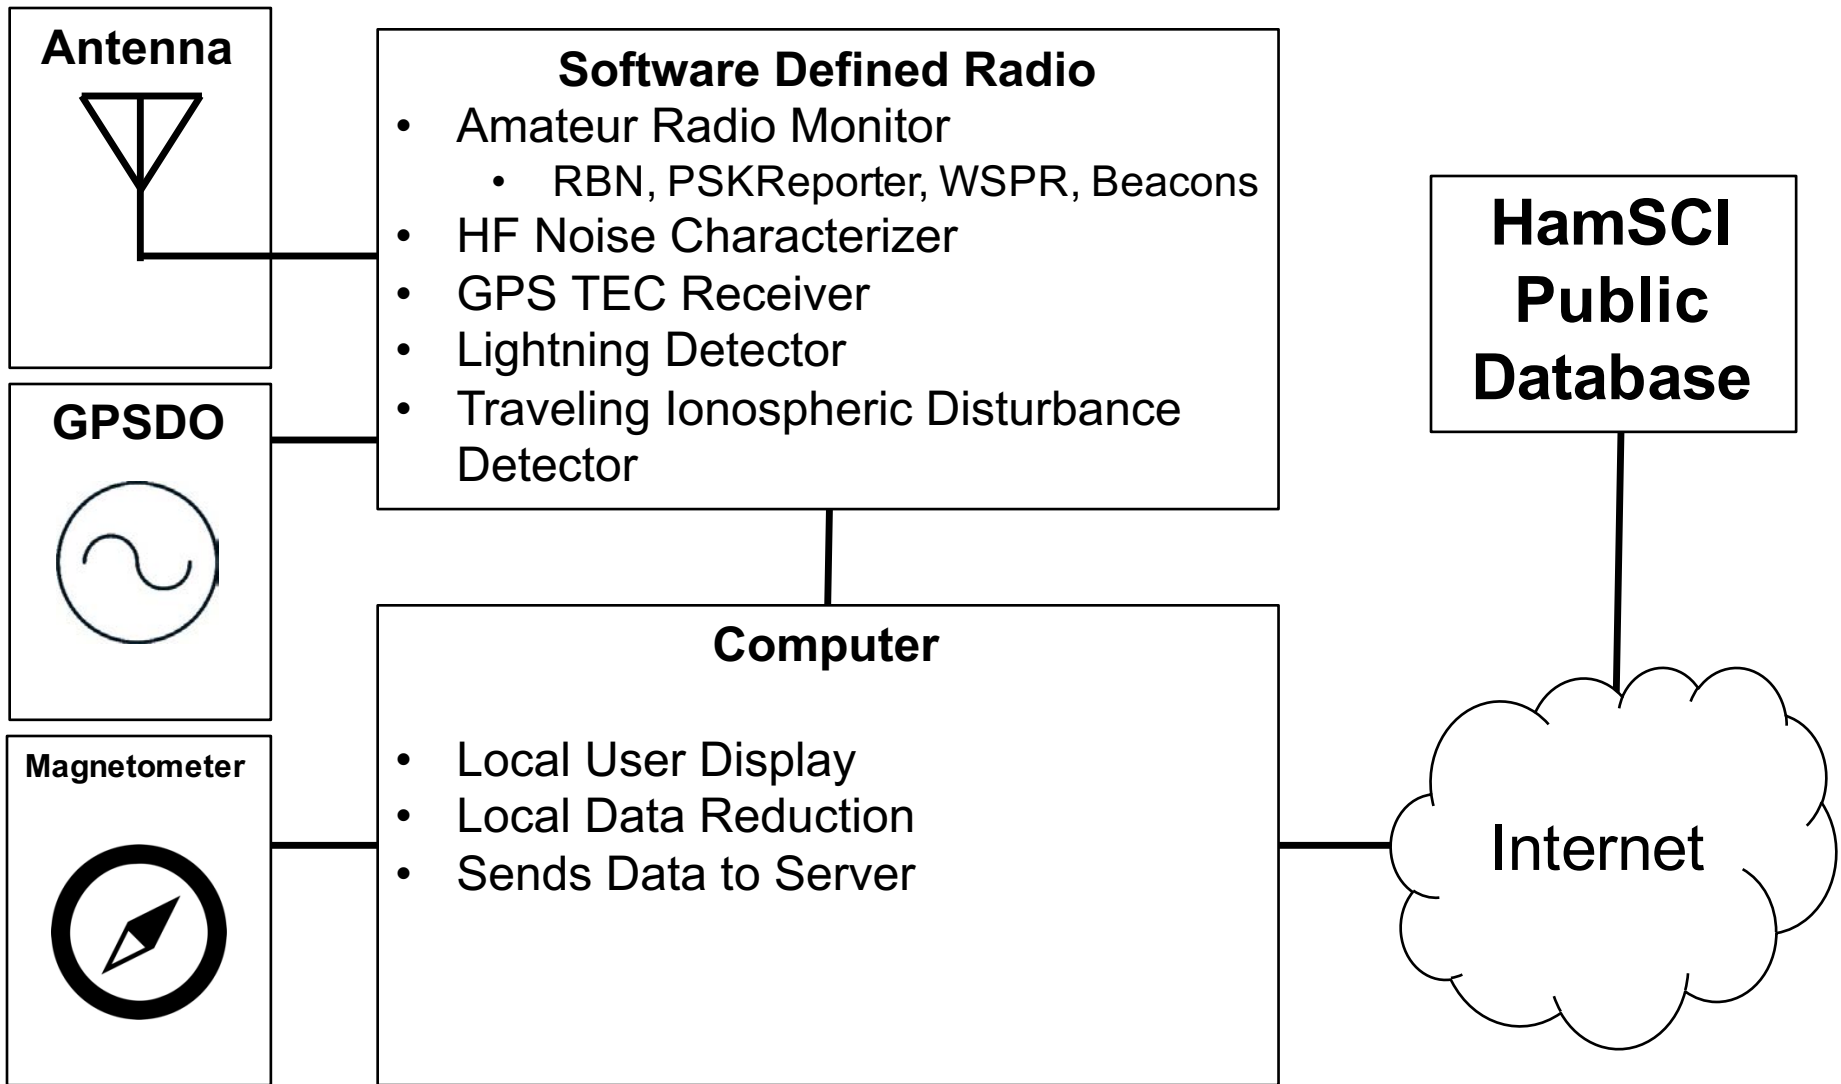 Antenna
Software Defined Radio
• Amateur Radio Monitor
• RBN, PSKReporter, WSPR, Beacons
• HF Noise Characterizer
• GPS TEC Receiver
• Lightning Detector
• Traveling Ionospheric Disturbance
Detector
GPSDO
Magnetometer
Computer
• Local User Display
• Local Data Reduction
• Sends Data to Server
HamSCI
Public
Database
Internet